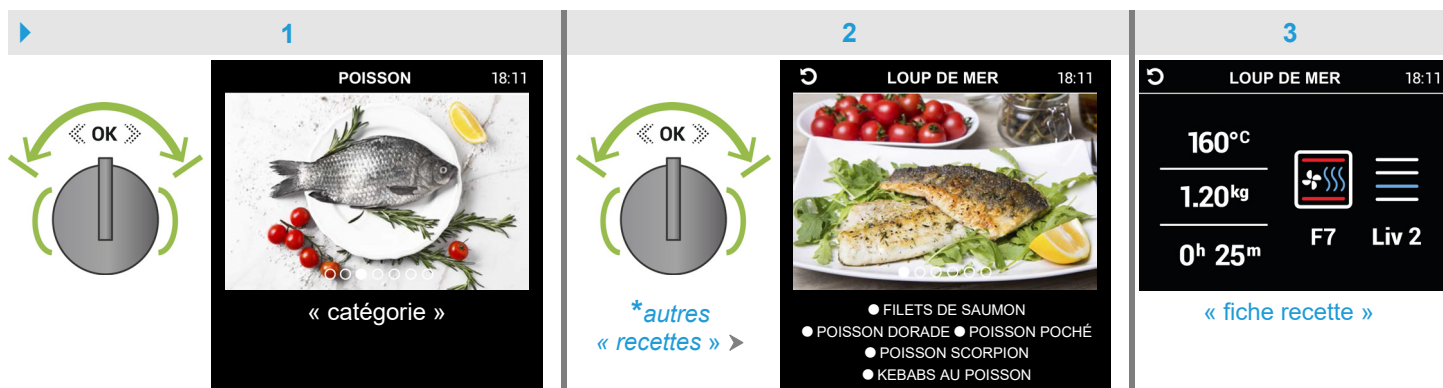 1
OK
POISSON 18:11
« catégorie »
2
OK
*autres
« recettes »
LOUP DE MER 18:11
● FILETS DE SAUMON
● POISSON DORADE ● POISSON POCHÉ
● POISSON SCORPION
● KEBABS AU POISSON
3
LOUP DE MER 18:11
160°C
1.20kg
0h 25m
F7
Liv 2
« fiche recette »